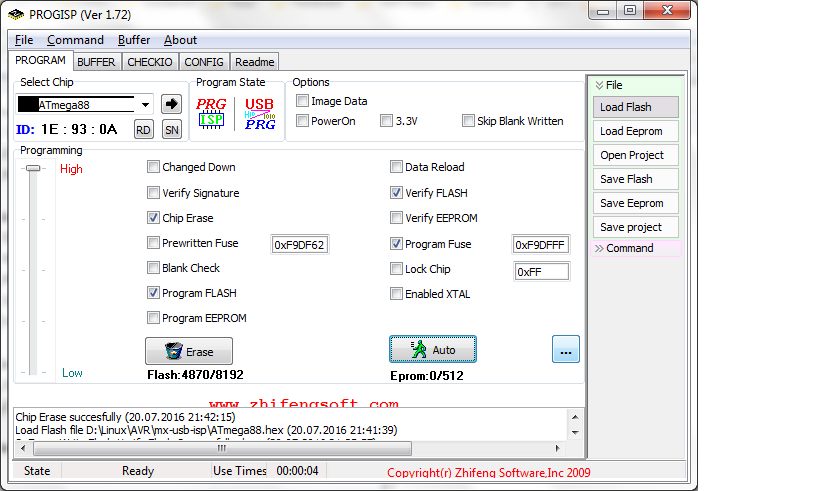 PROGISP (Ver 1.72)
File Command Buffer About
PROGRAM BUFFER CHECKIO CONFIG Readme
Select Chip
ATmega88
ID: 1E : 93 : 0A RD SN
Program State
PRG ISP USB PRG
Options
Image Data
PowerOn 3.3V Skip Blank Written
Programming
High
Low
Changed Down
Verify Signature
Chip Erase
Prewritten Fuse 0xF9DF62
Blank Check
Program FLASH
Program EEPROM
Data Reload
Verify FLASH
Verify EEPROM
Program Fuse 0xF9DFFF
Lock Chip 0xFF
Enabled XTAL
Erase Auto ...
Flash:4870/8192 Eprom:0/512
www.zhifengsoft.com
Chip Erase succesfully (20.07.2016 21:42:15)
Load Flash file D:\Linux\AVR\mx-usb-isp\ATmega88.hex (20.07.2016 21:41:39)
State Ready Use Times 00:00:04 Copyright(r) Zhifeng Software,Inc 2009
File
Load Flash
Load Eeprom
Open Project
Save Flash
Save Eeprom
Save project
Command